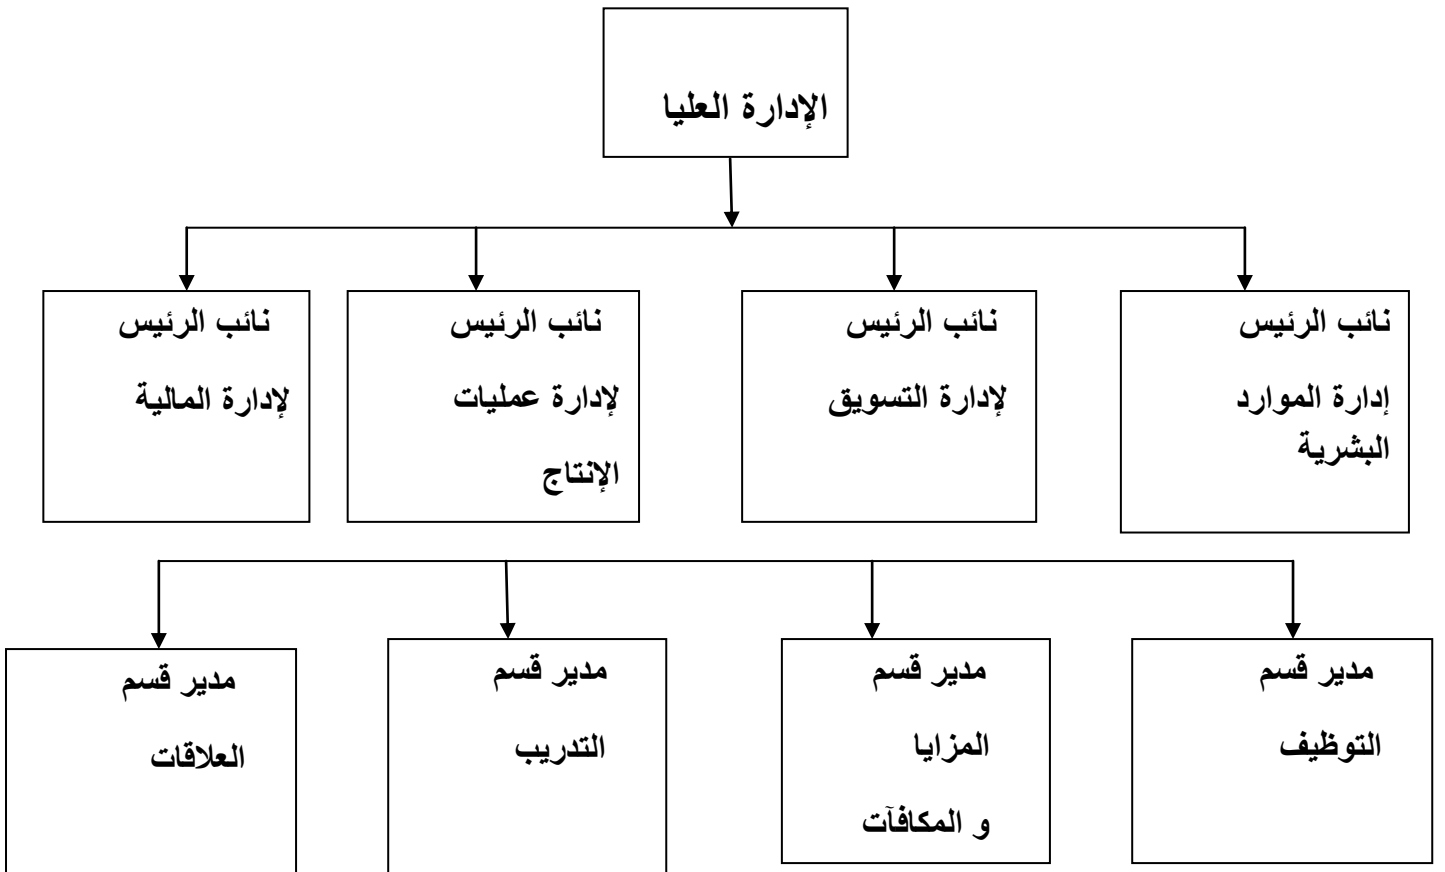 الإدارة العليا
نائب الرئيس
إدارة الموارد
البشرية
نائب الرئيس
لإدارة التسويق
نائب الرئيس
لإدارة عمليات
الإنتاج
نائب الرئيس
لإدارة المالية
مدير قسم
التوظيف
مدير قسم
المزايا
و المكافآت
مدير قسم
التدريب
مدير قسم
العلاقات